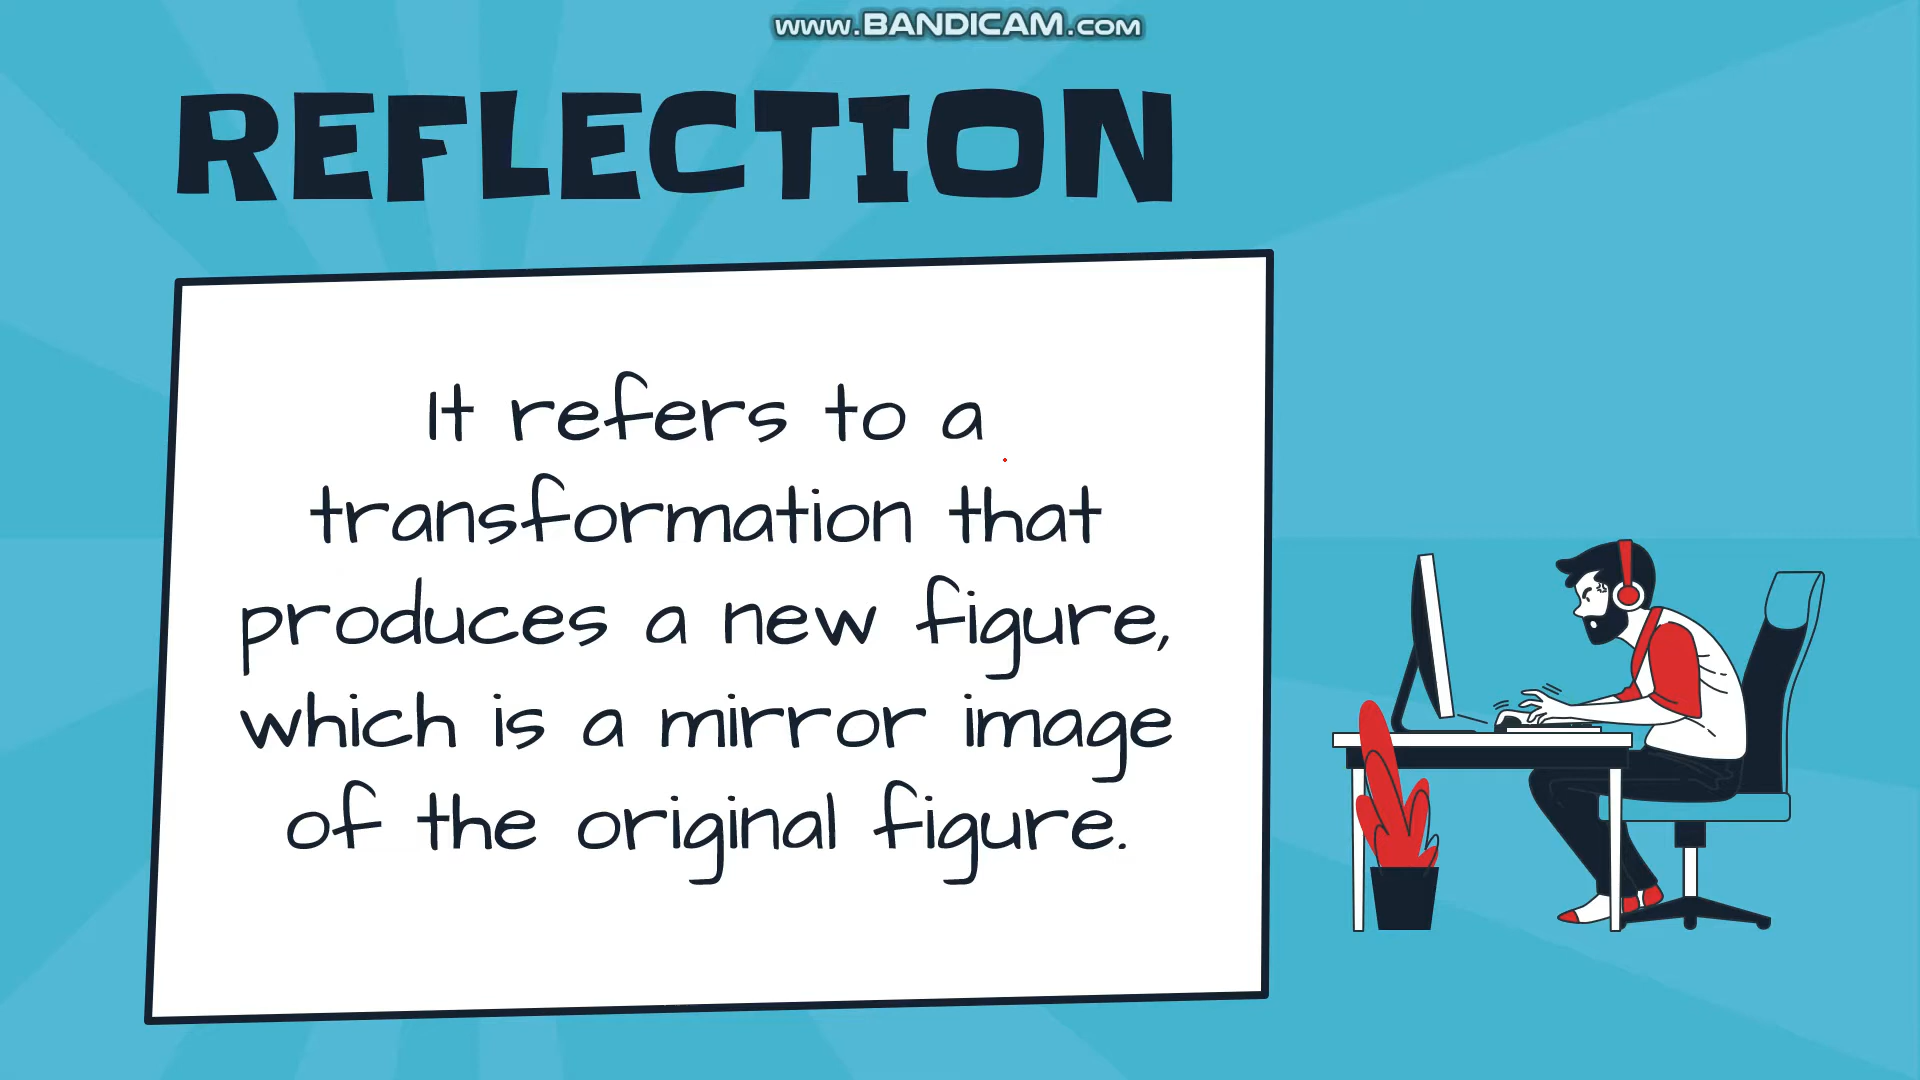 www.BANDICAM.com
REFLECTION
It refers to a
transformation that
produces a new figure,
which is a mirror image
of the original figure.